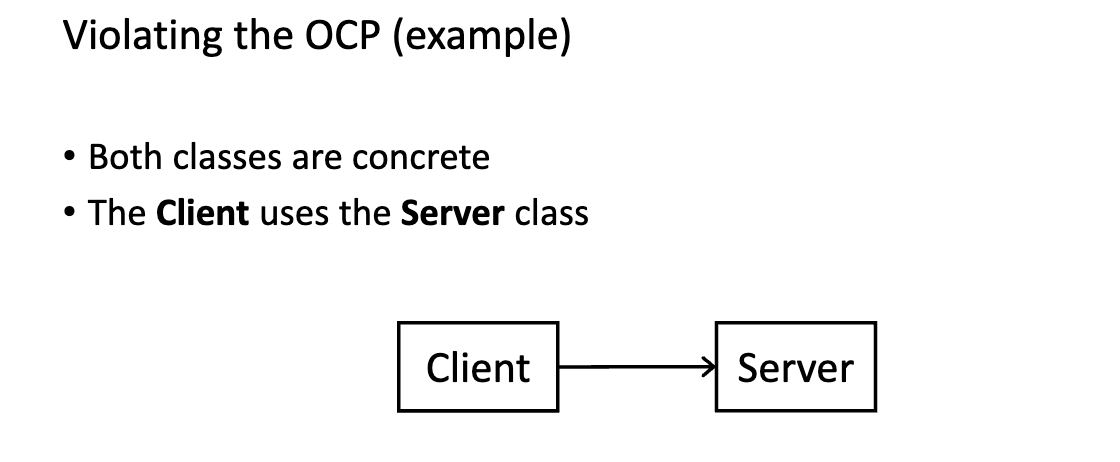 Violating the OCP (example)
• Both classes are concrete
• The Client uses the Server class
Client
Server